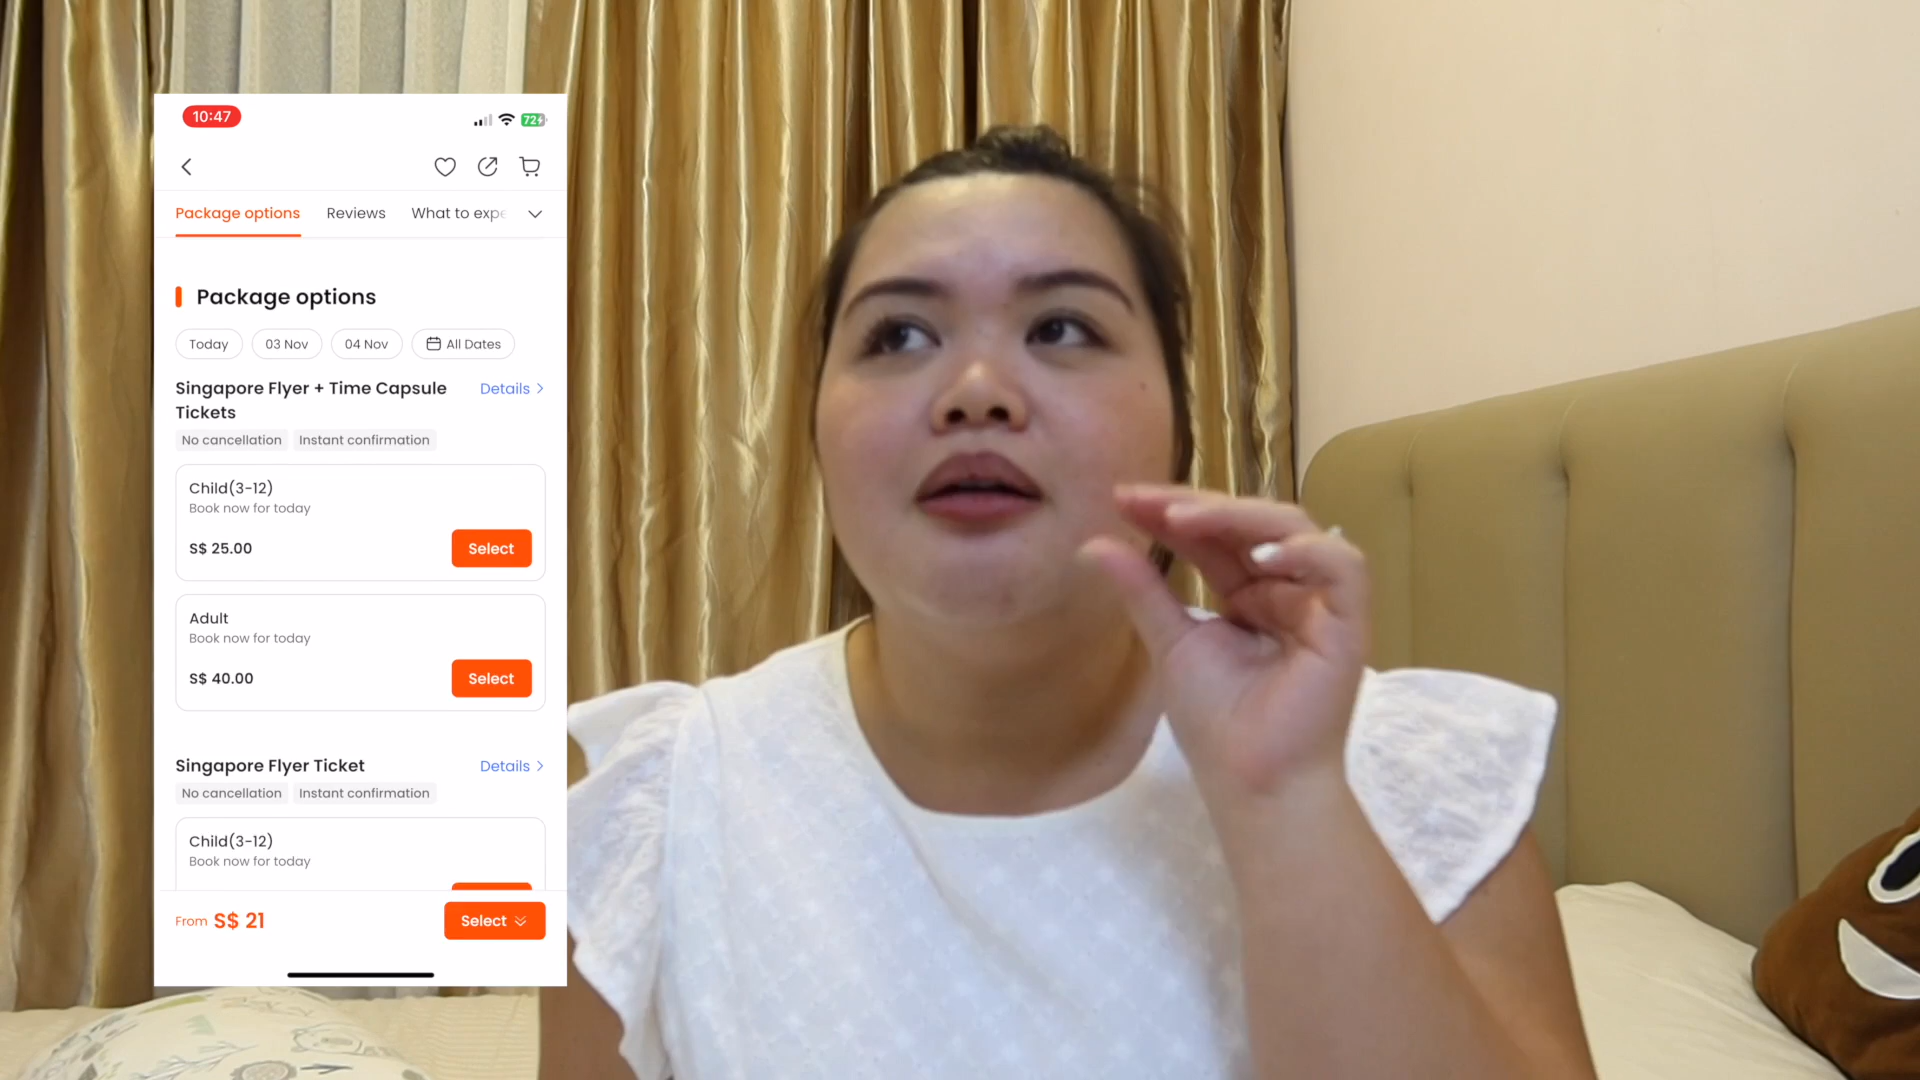 10:47
72
Package options Reviews What to expe
Package options
Today 03 Nov 04 Nov All Dates
Singapore Flyer + Time Capsule Details
Tickets
No cancellation Instant confirmation
Child(3-12)
Book now for today
S$ 25.00 Select
Adult
Book now for today
S$ 40.00 Select
Singapore Flyer Ticket Details
No cancellation Instant confirmation
Child(3-12)
Book now for today
From S$ 21 Select